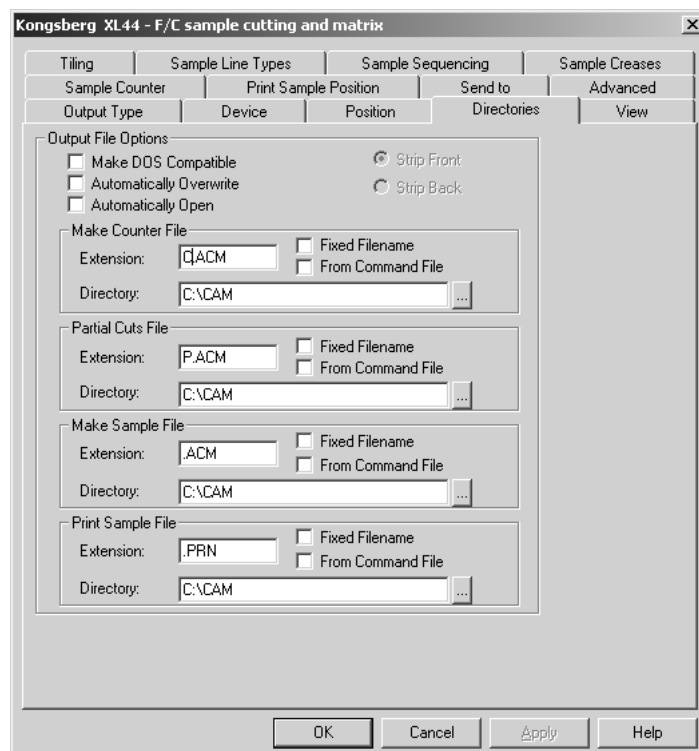 Kongsberg XL44 - F/C sample cutting and matrix
Tiling Sample Line Types Sample Sequencing Sample Creases
Sample Counter Print Sample Position Send to Advanced
Output Type Device Position Directories View
Output File Options
Make DOS Compatible Strip Front
Automatically Overwrite Strip Back
Automatically Open
Make Counter File
Extension: C.ACM Fixed Filename
From Command File
Directory: C:\CAM ...
Partial Cuts File
Extension: P.ACM Fixed Filename
From Command File
Directory: C:\CAM ...
Make Sample File
Extension: .ACM Fixed Filename
From Command File
Directory: C:\CAM ...
Print Sample File
Extension: .PRN Fixed Filename
From Command File
Directory: C:\CAM ...
OK Cancel Apply Help